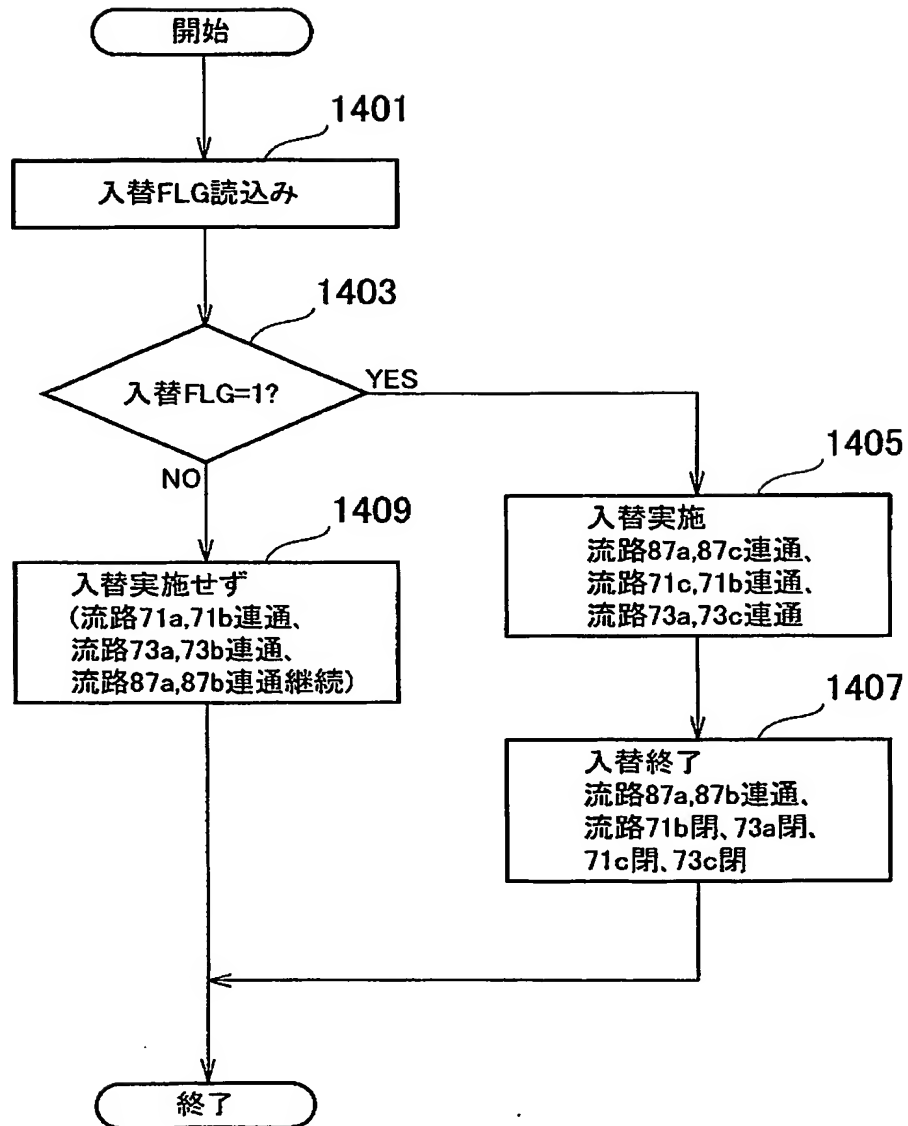 開始
1401
入替FLG読込み
1403
入替FLG=1?
YES
NO
1405
入替実施
流路87a,87c連通、
流路71c,71b連通、
流路73a,73c連通
1409
入替実施せず
(流路71a,71b連通、
流路73a,73b連通、
流路87a,87b連通継続)
1407
入替終了
流路87a,87b連通、
流路71b閉、73a閉、
71c閉、73c閉
終了